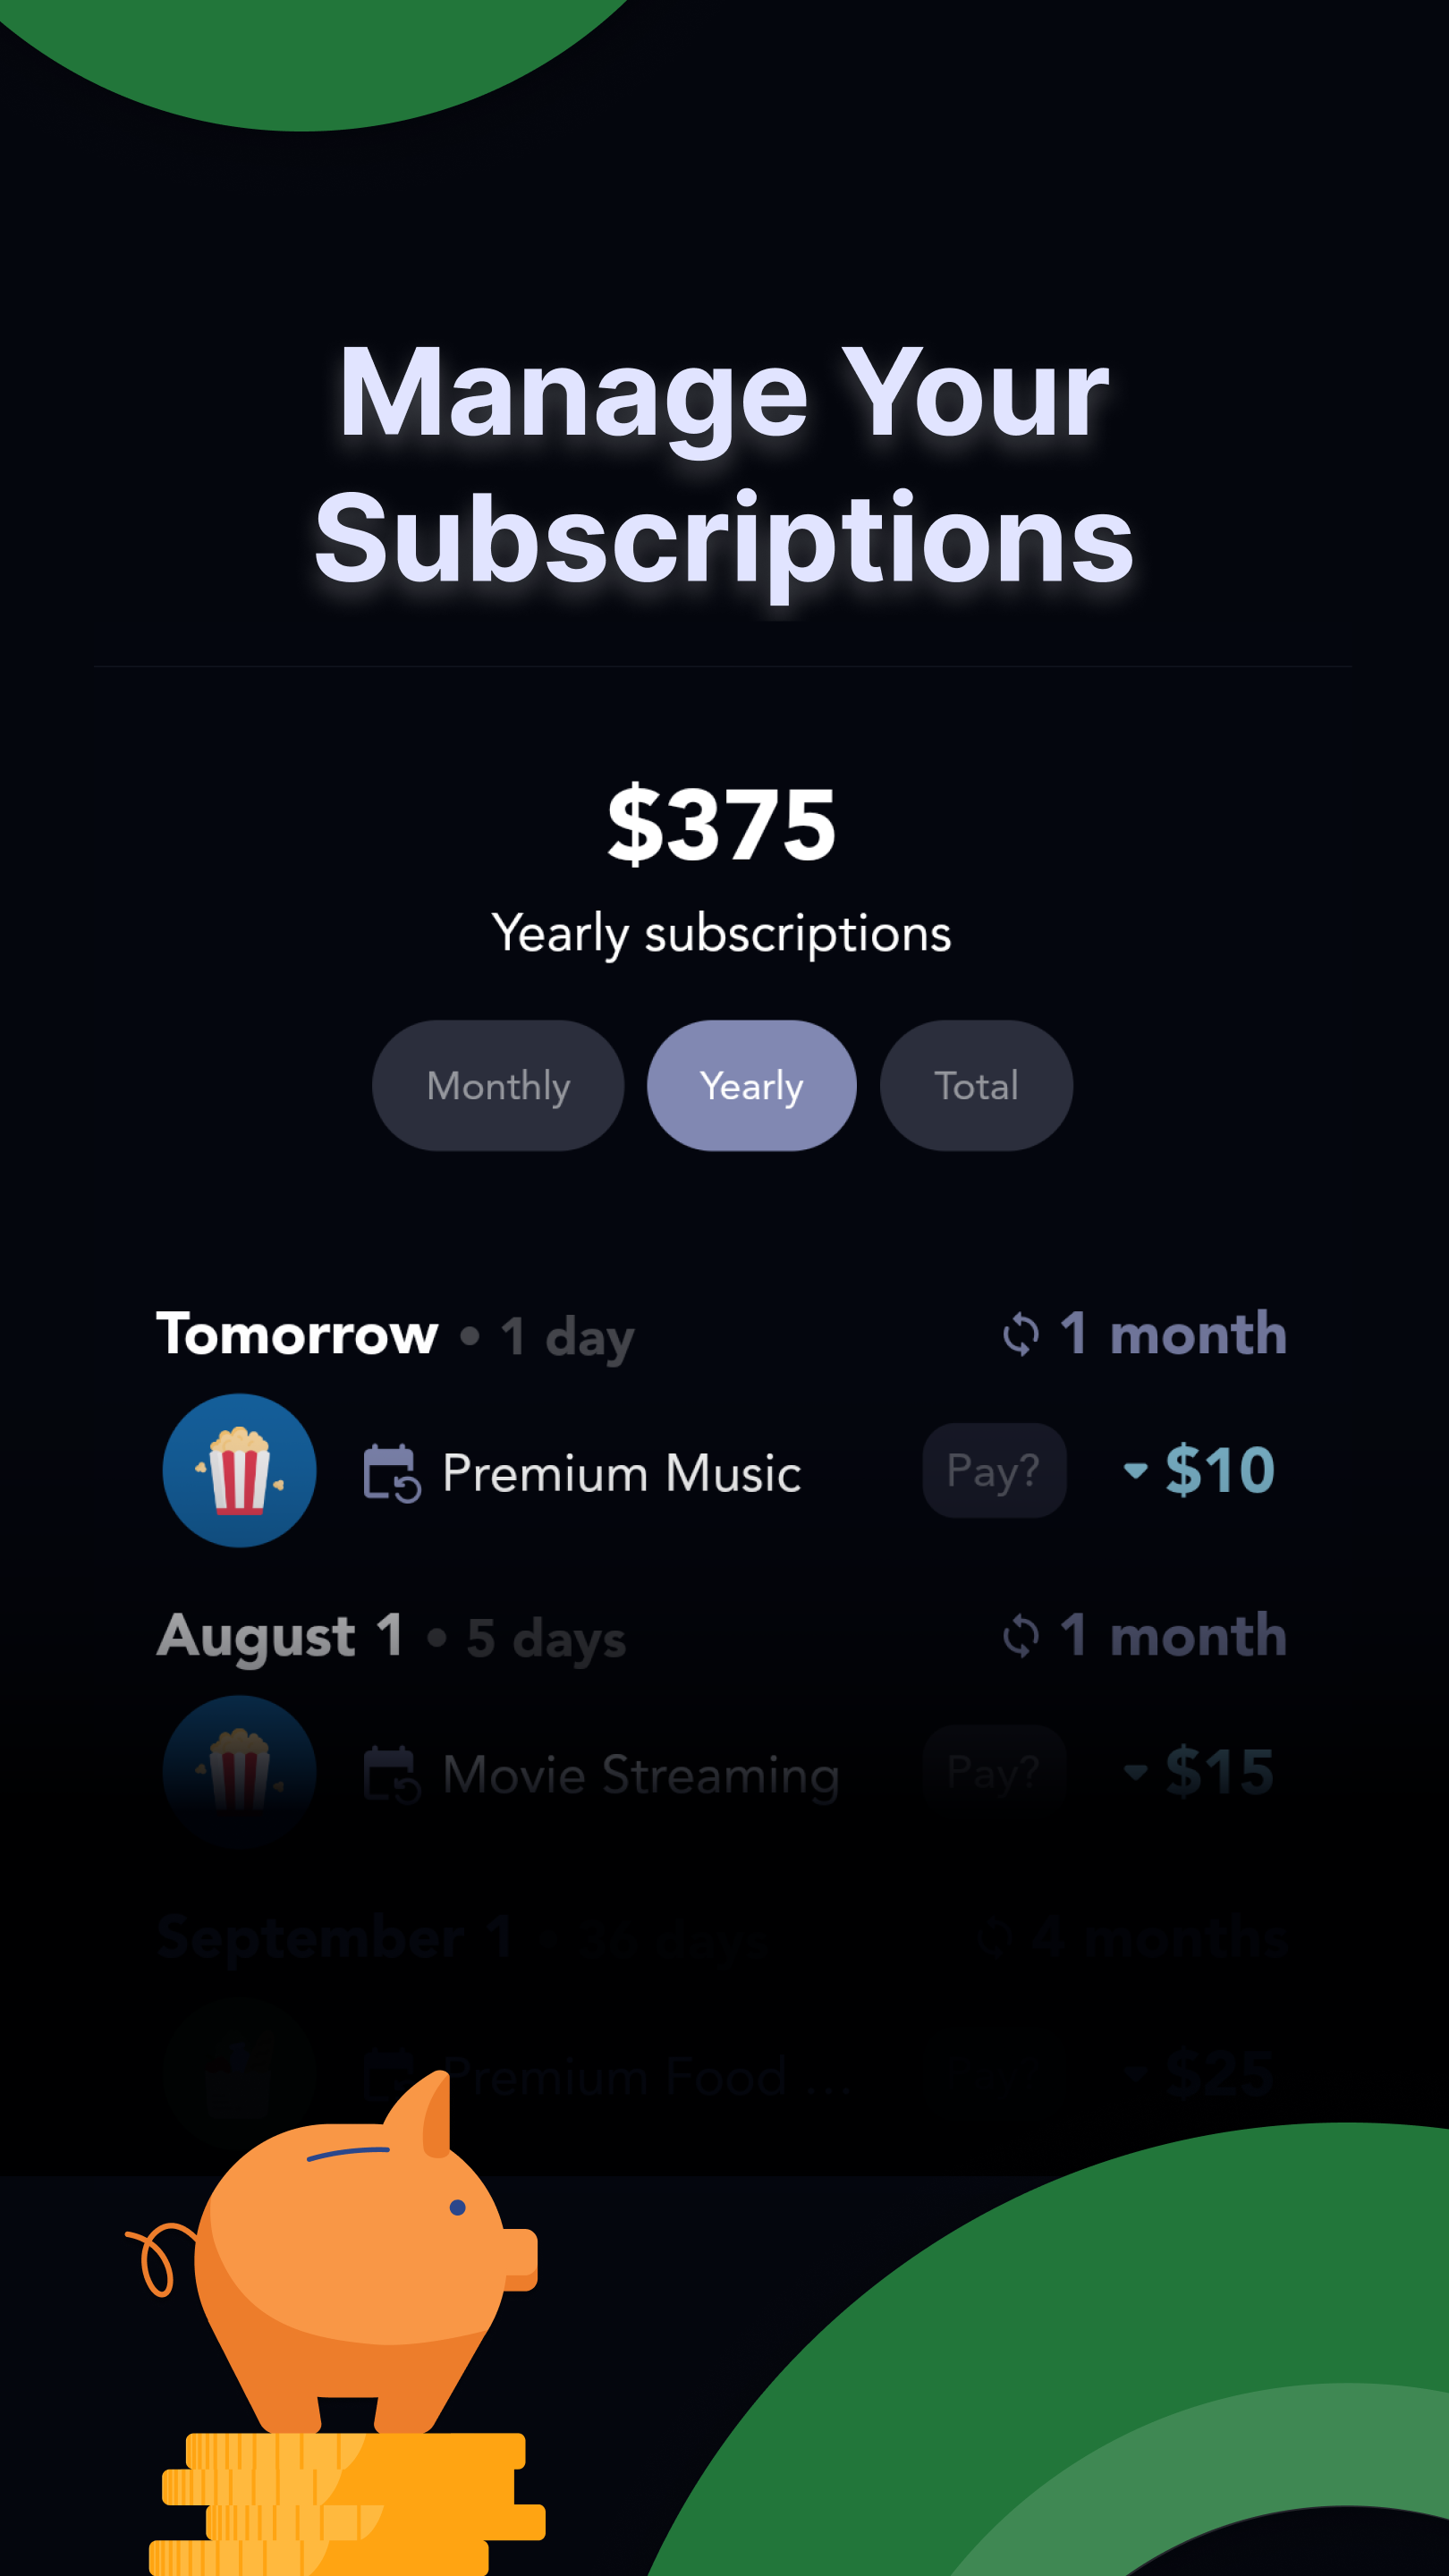 Manage Your
Subscriptions
$375
Yearly subscriptions
Monthly Yearly Total
Tomorrow • 1 day 1 month
Premium Music Pay? $10
August 1 • 5 days 1 month
Movie Streaming Pay? $15
September 1 • 36 days 4 months
Premium Food ... $25